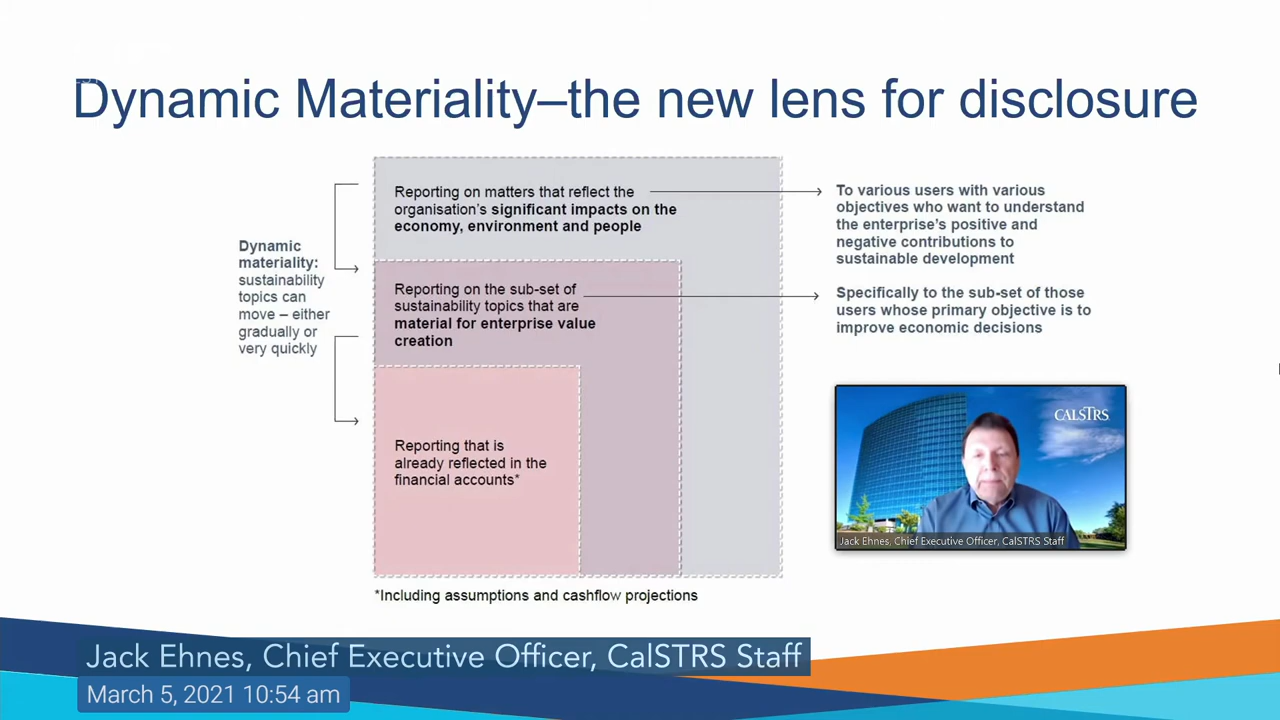 Dynamic Materiality–the new lens for disclosure
Reporting on matters that reflect the
organisation's significant impacts on the
economy, environment and people
To various users with various
objectives who want to understand
the enterprise's positive and
negative contributions to
sustainable development
Dynamic
materiality:
sustainability
topics can
move – either
gradually or
very quickly
Reporting on the sub-set of
sustainability topics that are
material for enterprise value
creation
Specifically to the sub-set of those
users whose primary objective is to
improve economic decisions
Reporting that is
already reflected in the
financial accounts*
CALSTRS
Jack Ehnes, Chief Executive Officer, CalSTRS Staff
*Including assumptions and cashflow projections
Jack Ehnes, Chief Executive Officer, CalSTRS Staff
March 5, 2021 10:54 am